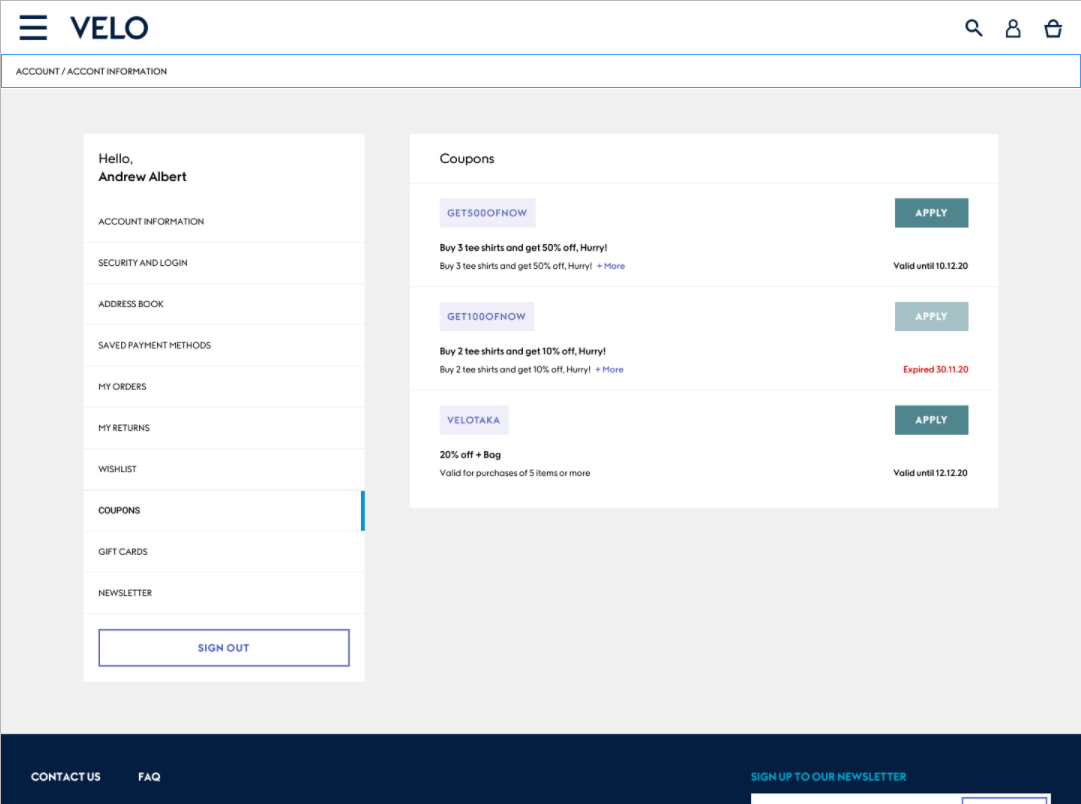 VELO
ACCOUNT / ACCONT INFORMATION
Hello,
Andrew Albert
ACCOUNT INFORMATION
SECURITY AND LOGIN
ADDRESS BOOK
SAVED PAYMENT METHODS
MY ORDERS
MY RETURNS
WISHLIST
COUPONS
GIFT CARDS
NEWSLETTER
SIGN OUT
Coupons
GET50OOFNOW
APPLY
Buy 3 tee shirts and get 50% off, Hurry!
Buy 3 tee shirts and get 50% off, Hurry! + More
Valid until 10.12.20
GET10OOFNOW
APPLY
Buy 2 tee shirts and get 10% off, Hurry!
Buy 2 tee shirts and get 10% off, Hurry! + More
Expired 30.11.20
VELOTAKA
APPLY
20% off + Bag
Valid for purchases of 5 items or more
Valid until 12.12.20
CONTACT US
FAQ
SIGN UP TO OUR NEWSLETTER